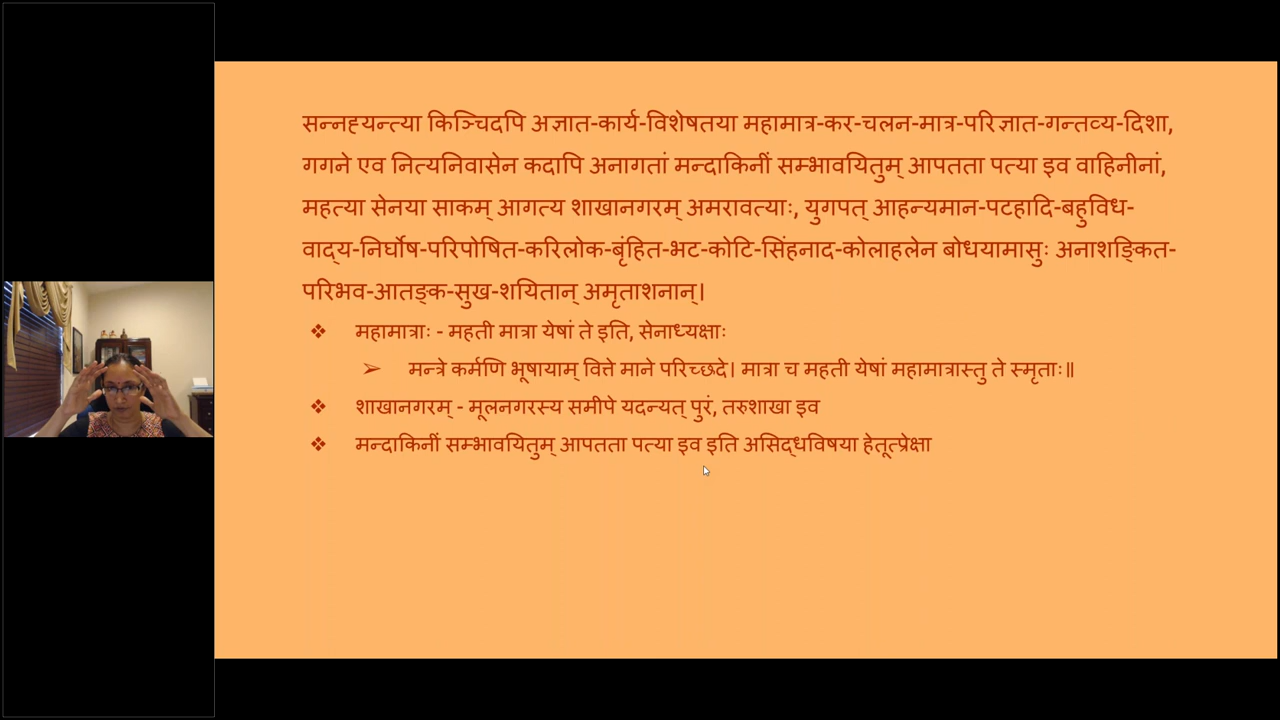 सन्नह्यन्त्या किञ्चिदपि अज्ञात-कार्य-विशेषतया महामात्र-कर-चलन-मात्र-परिज्ञात-गन्तव्य-दिशा,
गगने एव नित्यनिवासेन कदापि अनागतां मन्दाकिनीं सम्भावयितुम् आपतता पत्या इव वाहिनीनां,
महत्या सेनया साकम् आगत्य शाखानगरम् अमरावत्याः, युगपत् आहन्यमान-पटहादि-बहुविध-
वाद्य-निर्घोष-परिपोषित-करिलोक-बृंहित-भट-कोटि-सिंहनाद-कोलाहलेन बोधयामासुः अनाशङ्कित-
परिभव-आतङ्क-सुख-शयितान् अमृताशनान्।
❖ महामात्राः - महती मात्रा येषां ते इति, सेनाध्यक्षाः
➢ मन्त्रे कर्मणि भूषायाम् वित्ते माने परिच्छदे। मात्रा च महती येषां महामात्रास्तु ते स्मृताः॥
❖ शाखानगरम् - मूलनगरस्य समीपे यदन्यत् पुरं, तरुशाखा इव
❖ मन्दाकिनीं सम्भावयितुम् आपतता पत्या इव इति असिद्धविषया हेतूत्प्रेक्षा